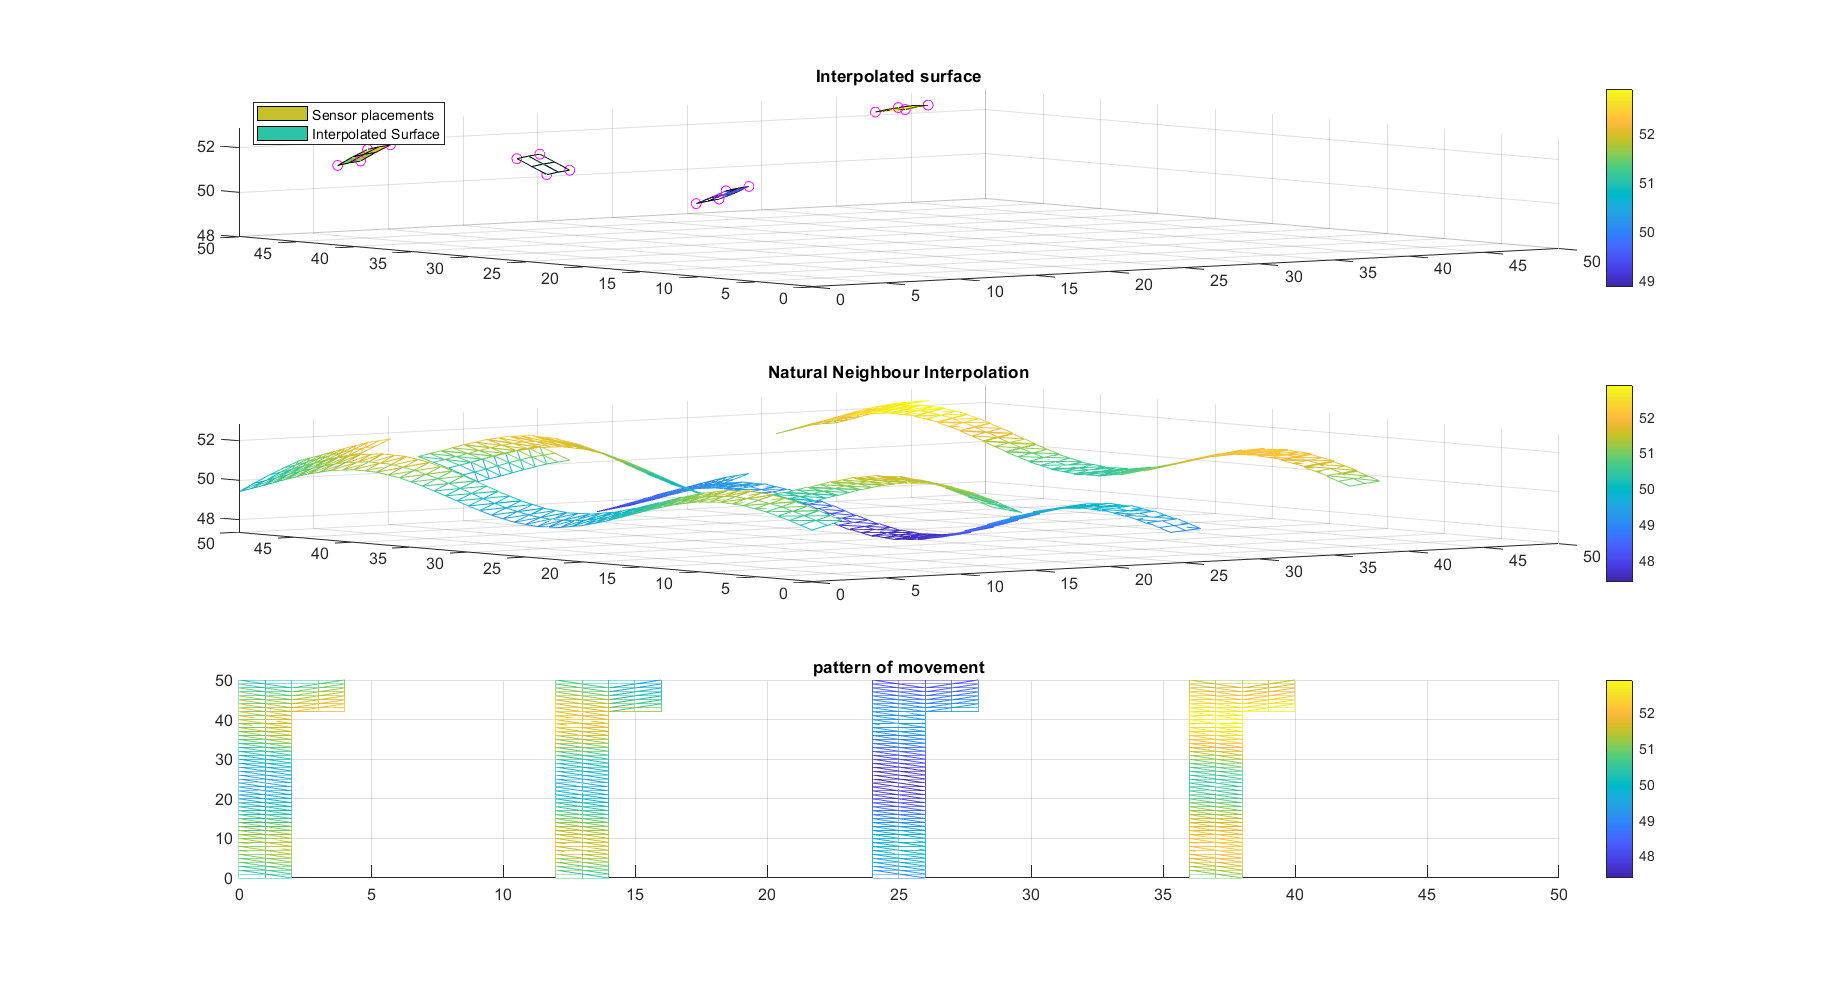 Interpolated surface
Sensor placements
Interpolated Surface
52
50
48
50 45 40 35 30 25 20 15 10 5 0
0 5 10 15 20 25 30 35 40 45 50
52
51
50
49
Natural Neighbour Interpolation
52
50
48
50 45 40 35 30 25 20 15 10 5 0
0 5 10 15 20 25 30 35 40 45 50
52
51
50
49
48
pattern of movement
50
40
30
20
10
0
0 5 10 15 20 25 30 35 40 45 50
52
51
50
49
48